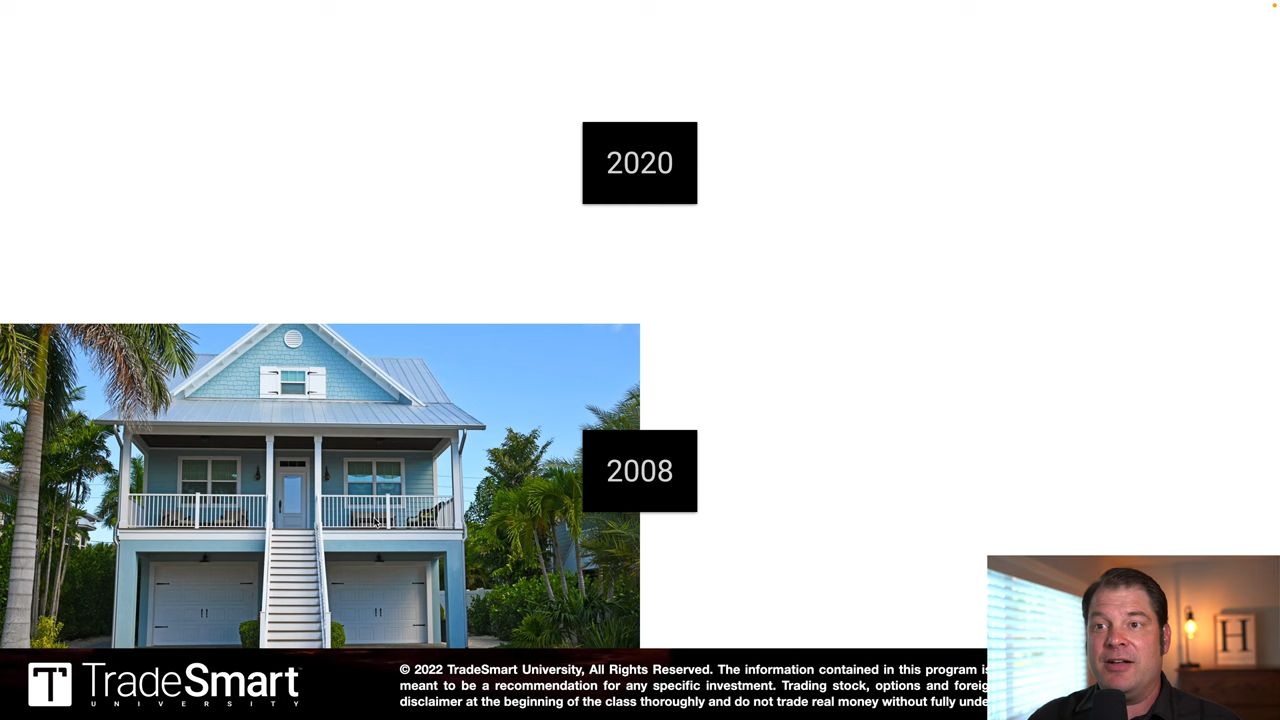 2020
2008
TradeSmart
UNIVERSITY
© 2022 TradeSmart University, All Rights Reserved. The information contained in this program is
meant to be a recommendation for any specific investment. Trading stock, options and foreig
disclaimer at the beginning of the class thoroughly and do not trade real money without fully unde
H